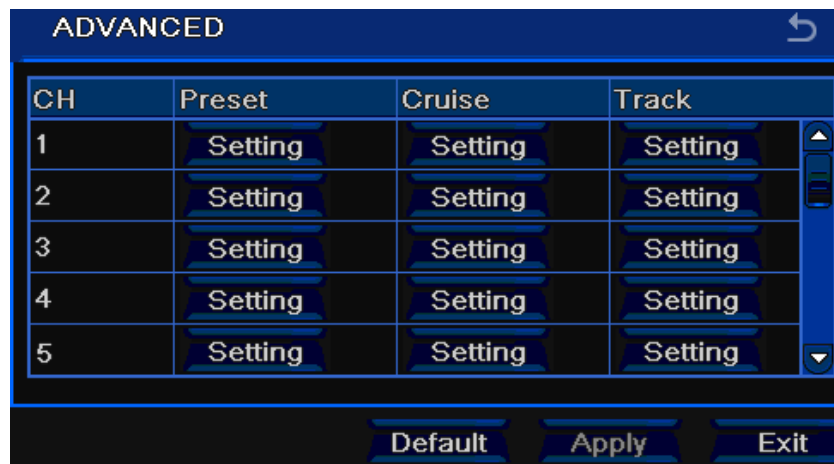 ADVANCED
CH Preset Cruise Track
1 Setting Setting Setting
2 Setting Setting Setting
3 Setting Setting Setting
4 Setting Setting Setting
5 Setting Setting Setting
Default Apply Exit